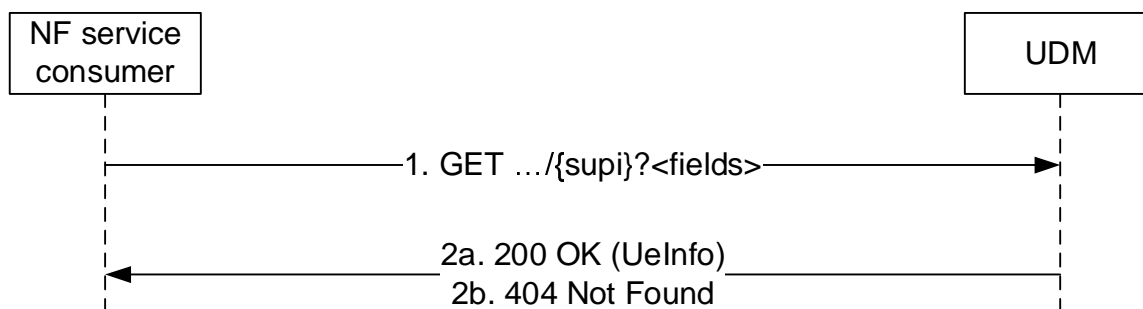 NF service
consumer
UDM
1. GET …/{supi}?<fields>
2a. 200 OK (UeInfo)
2b. 404 Not Found